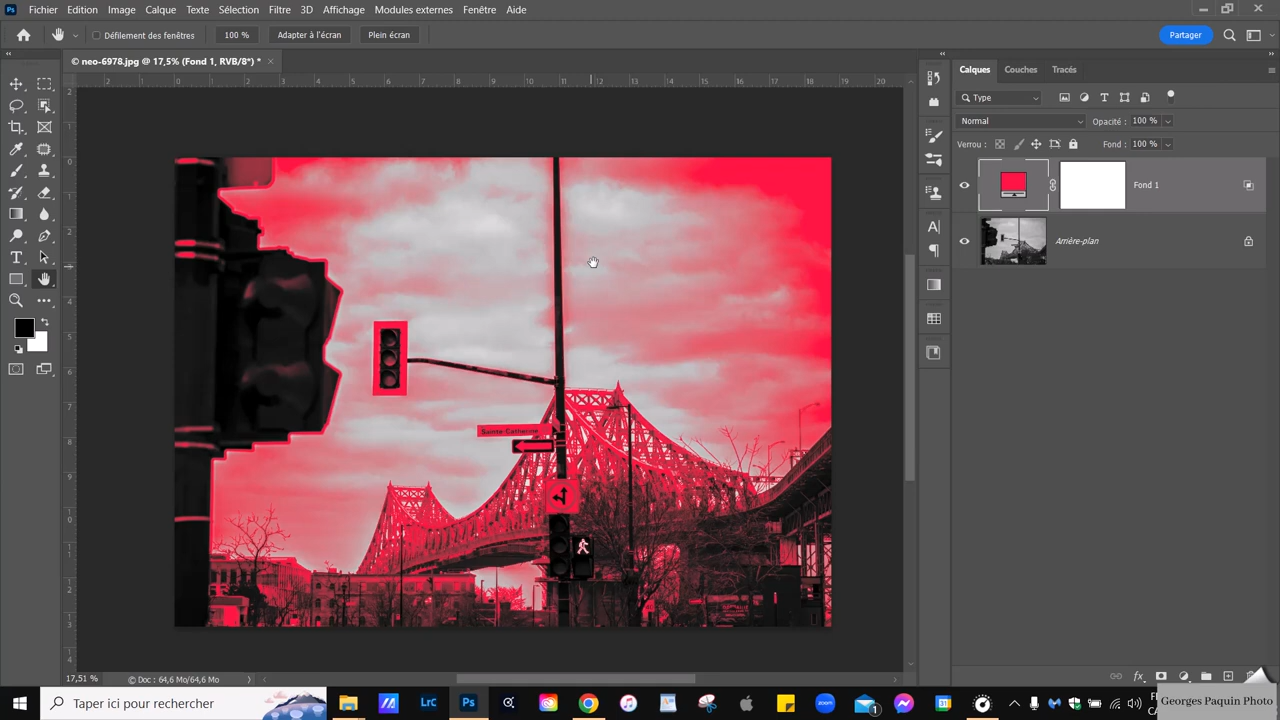 Fichier Edition Image Calque Texte Sélection Filtre 3D Affichage Modules externes Fenêtre Aide
Défilement des fenêtres 100 % Adapter à l'écran Plein écran Partager
© neo-6978.jpg @ 17,5% (Fond 1, RVB/8*) *
Calques Couches Tracés
Type
Normal Opacité : 100 %
Verrou : Fond : 100 %
Fond 1
Arrière-plan
Sainte-Catherine
17,51 % © Doc : 64,6 Mo/64,6 Mo
Taper ici pour rechercher
LrC Ps
Georges Paquin Photo